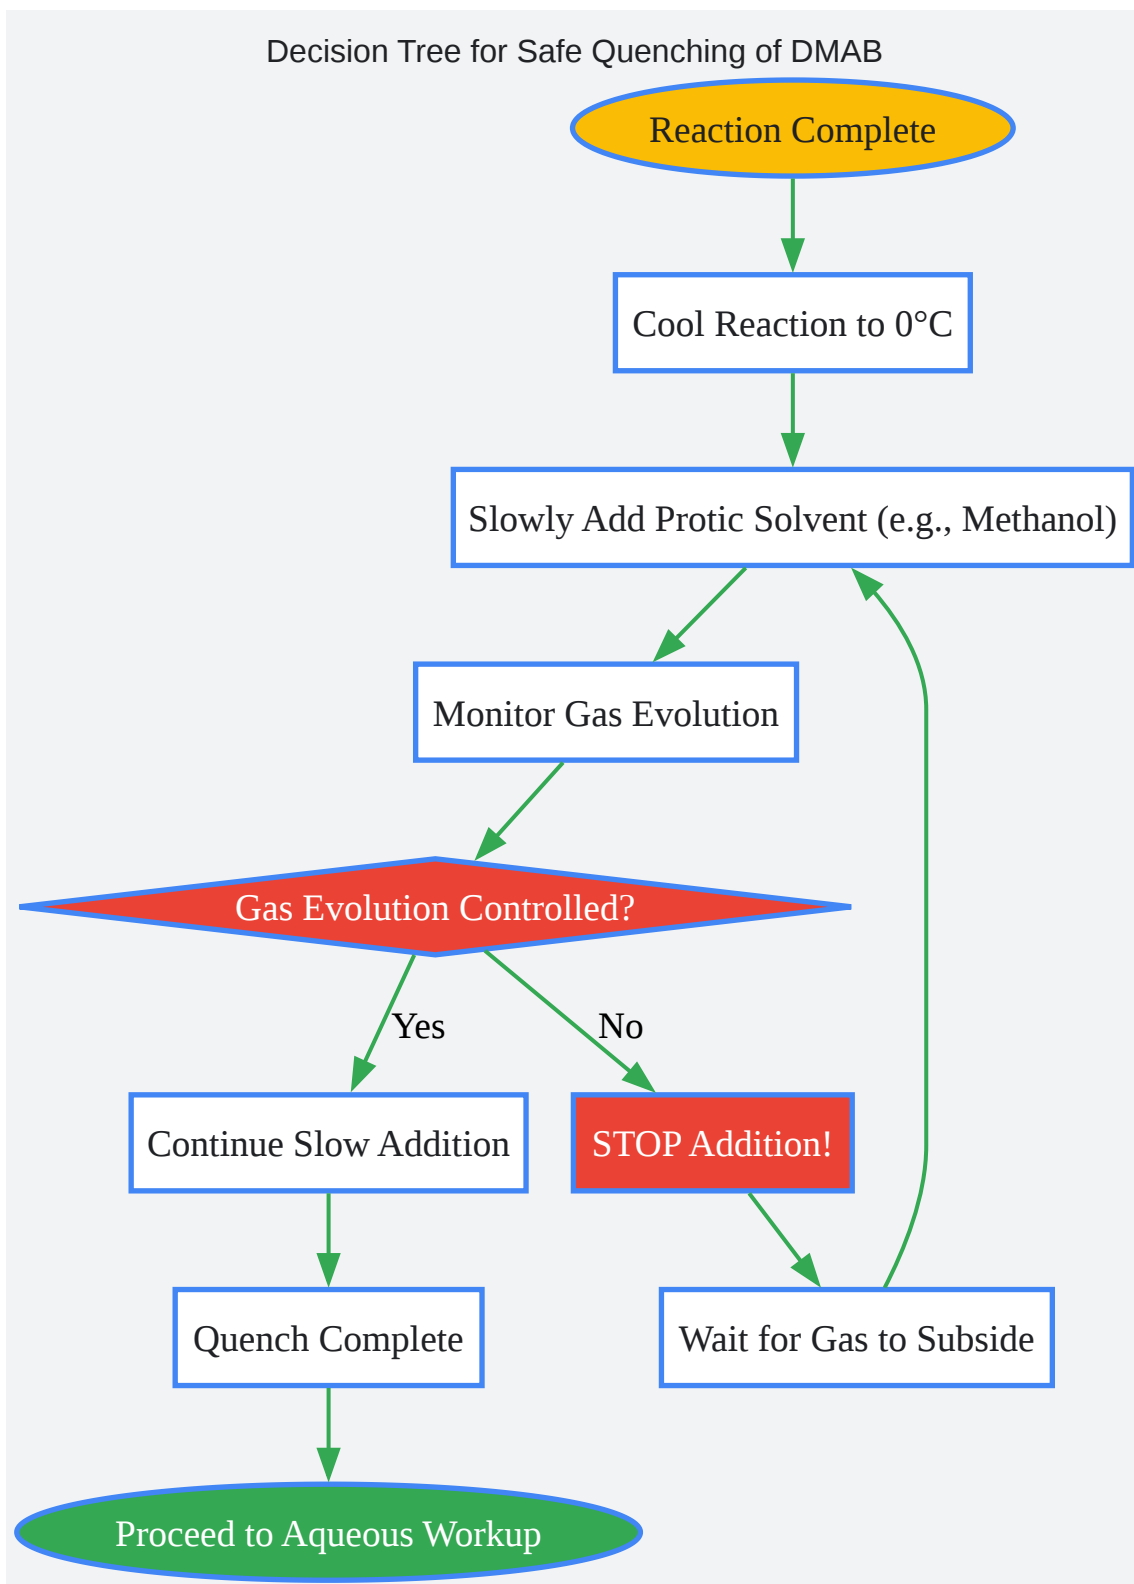 Decision Tree for Safe Quenching of DMAB
Reaction Complete
Cool Reaction to 0°C
Slowly Add Protic Solvent (e.g., Methanol)
Monitor Gas Evolution
Gas Evolution Controlled?
Yes
No
Continue Slow Addition
STOP Addition!
Quench Complete
Wait for Gas to Subside
Proceed to Aqueous Workup